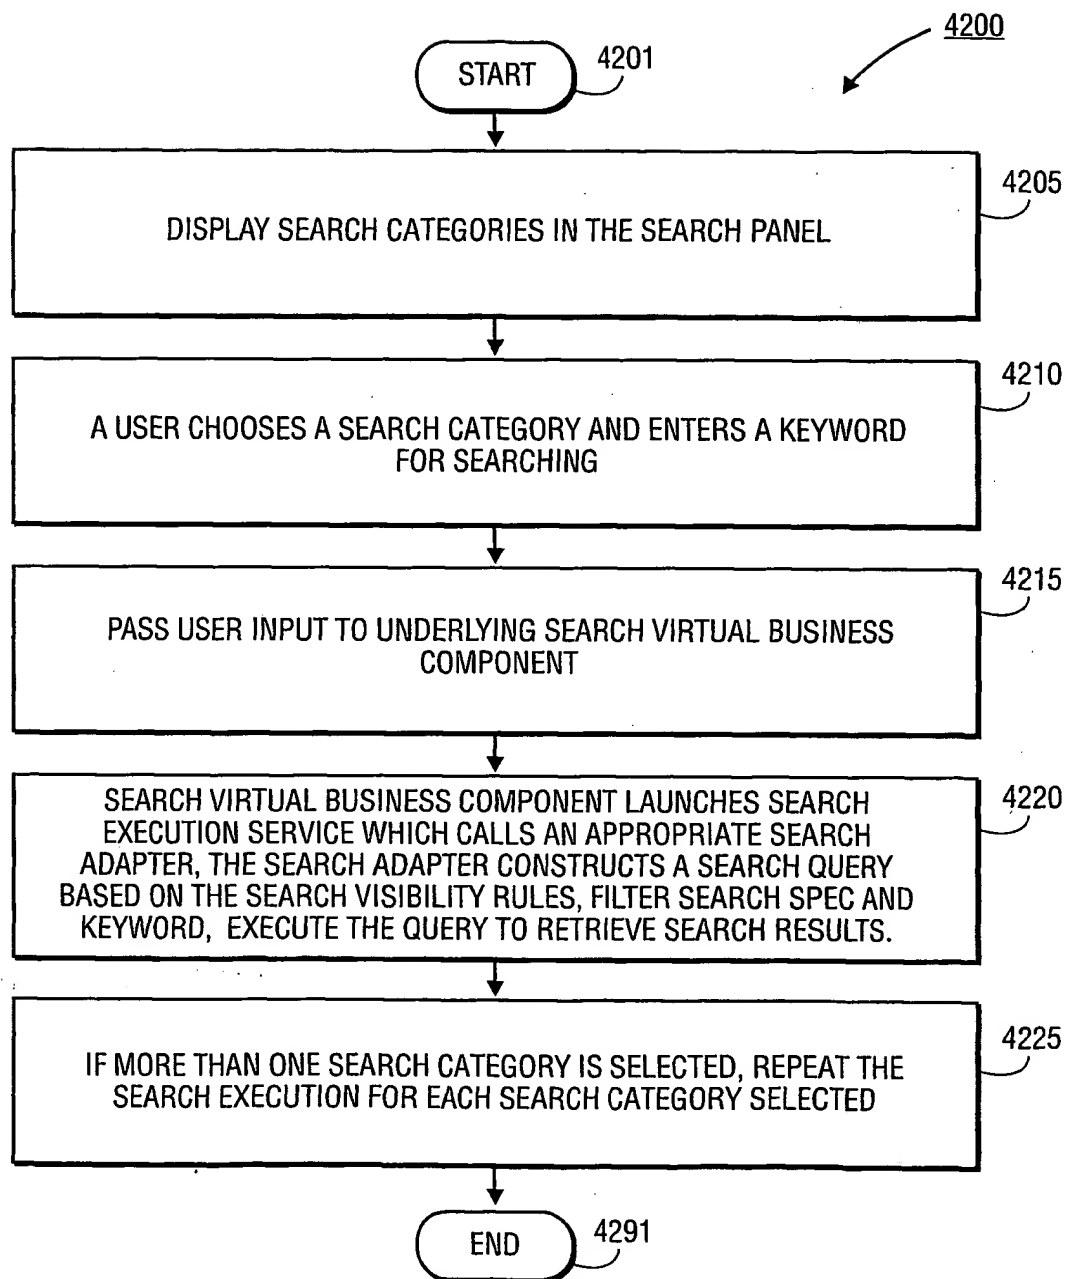 4200
START
4201
4205
DISPLAY SEARCH CATEGORIES IN THE SEARCH PANEL
4210
A USER CHOOSES A SEARCH CATEGORY AND ENTERS A KEYWORD
FOR SEARCHING
4215
PASS USER INPUT TO UNDERLYING SEARCH VIRTUAL BUSINESS
COMPONENT
4220
SEARCH VIRTUAL BUSINESS COMPONENT LAUNCHES SEARCH
EXECUTION SERVICE WHICH CALLS AN APPROPRIATE SEARCH
ADAPTER, THE SEARCH ADAPTER CONSTRUCTS A SEARCH QUERY
BASED ON THE SEARCH VISIBILITY RULES, FILTER SEARCH SPEC AND
KEYWORD, EXECUTE THE QUERY TO RETRIEVE SEARCH RESULTS.
4225
IF MORE THAN ONE SEARCH CATEGORY IS SELECTED, REPEAT THE
SEARCH EXECUTION FOR EACH SEARCH CATEGORY SELECTED
END
4291